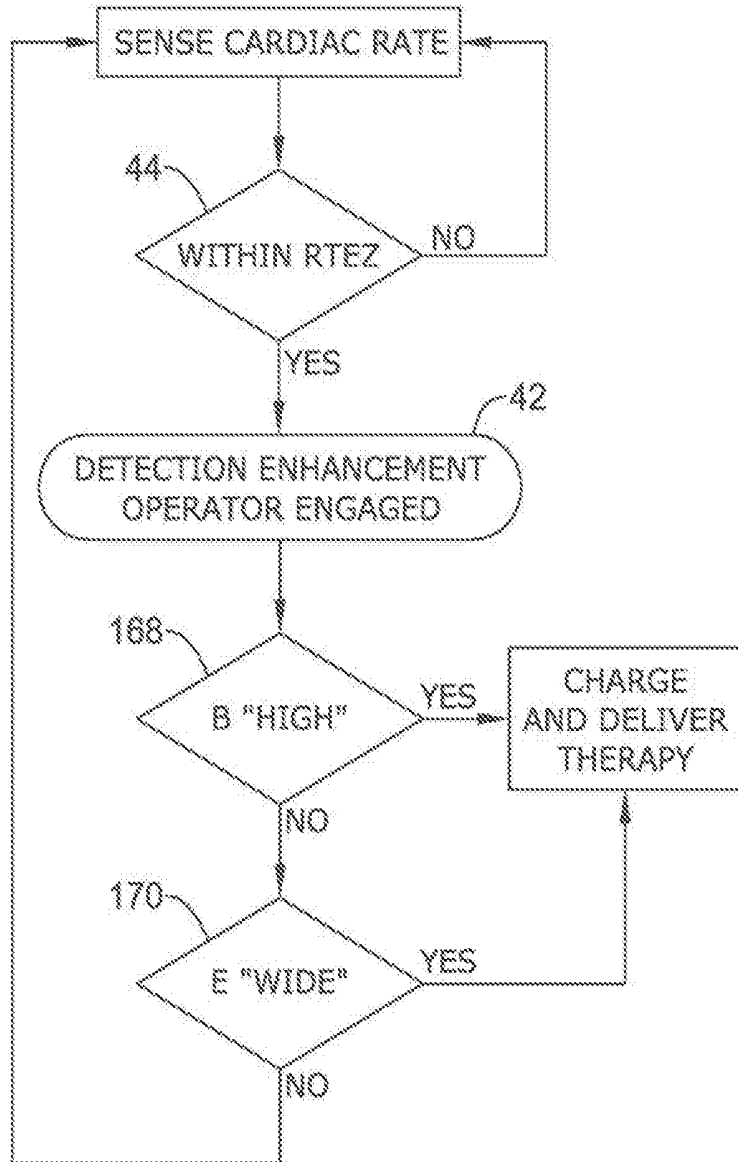 SENSE CARDIAC RATE
44
WITHIN RTEZ
NO
YES
42
DETECTION ENHANCEMENT
OPERATOR ENGAGED
168
B "HIGH"
YES
CHARGE
AND DELIVER
THERAPY
NO
170
E "WIDE"
YES
NO